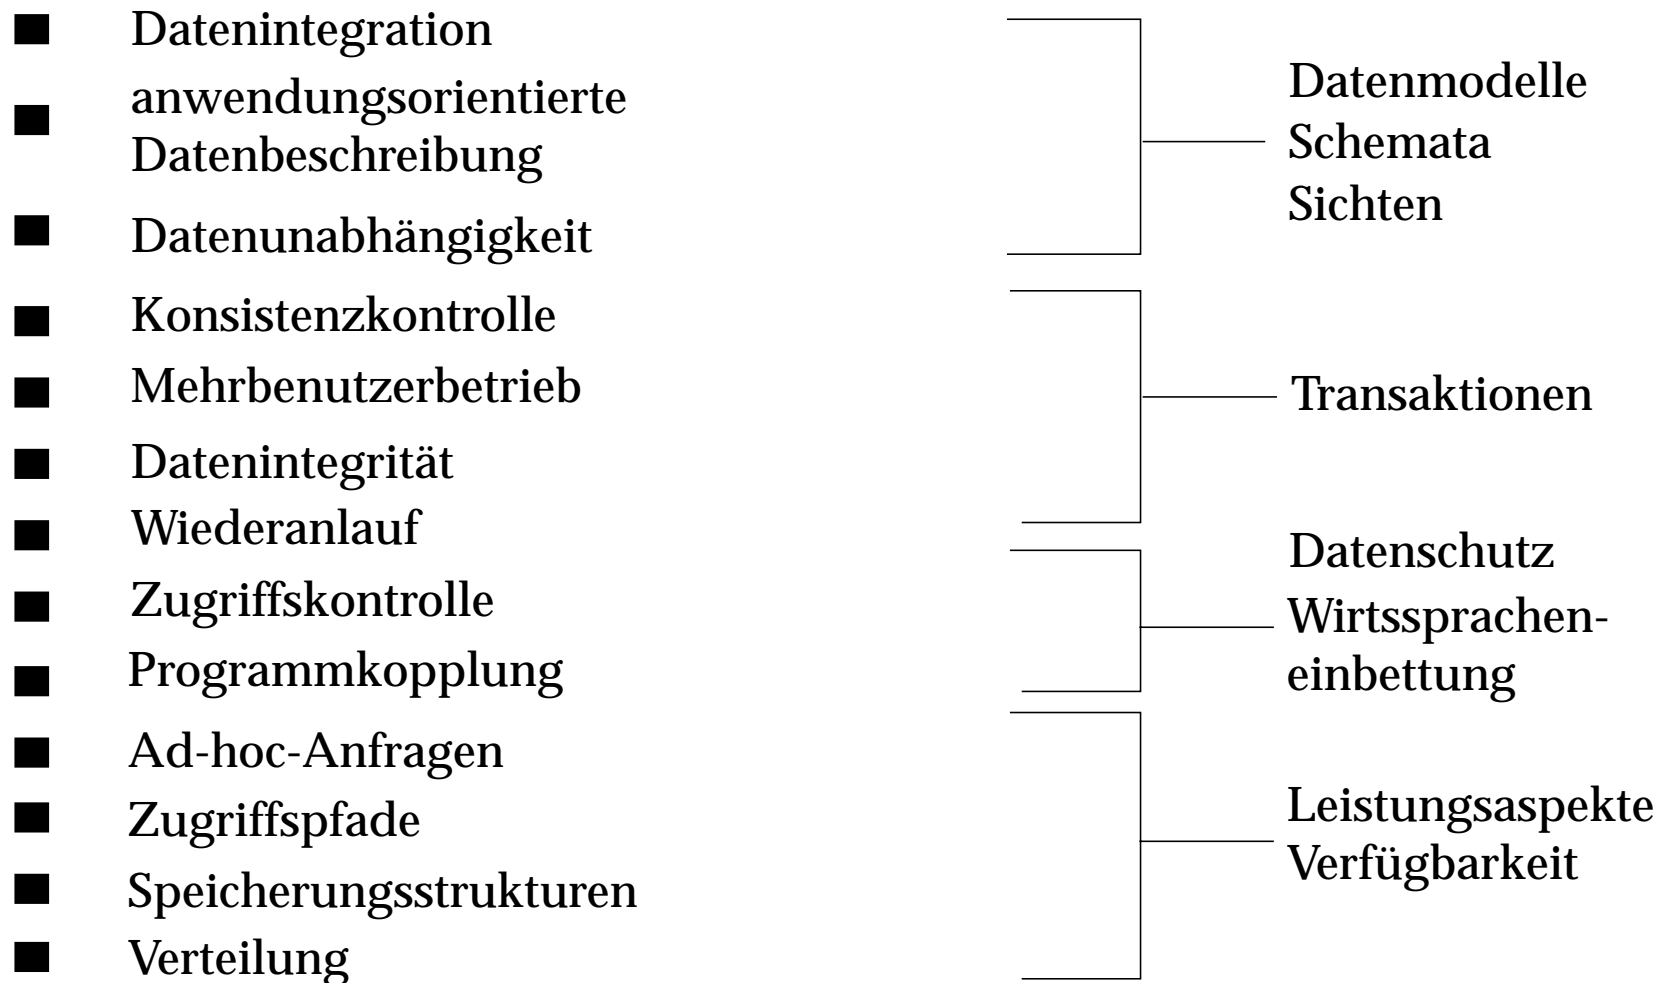 Datenintegration
anwendungsorientierte
Datenbeschreibung
Datenunabhängigkeit
Konsistenzkontrolle
Mehrbenutzerbetrieb
Datenintegrität
Wiederanlauf
Zugriffskontrolle
Programmkopplung
Ad-hoc-Anfragen
Zugriffspfade
Speicherungsstrukturen
Verteilung
Datenmodelle
Schemata
Sichten
Transaktionen
Datenschutz
Wirtssprachen-
einbettung
Leistungsaspekte
Verfügbarkeit